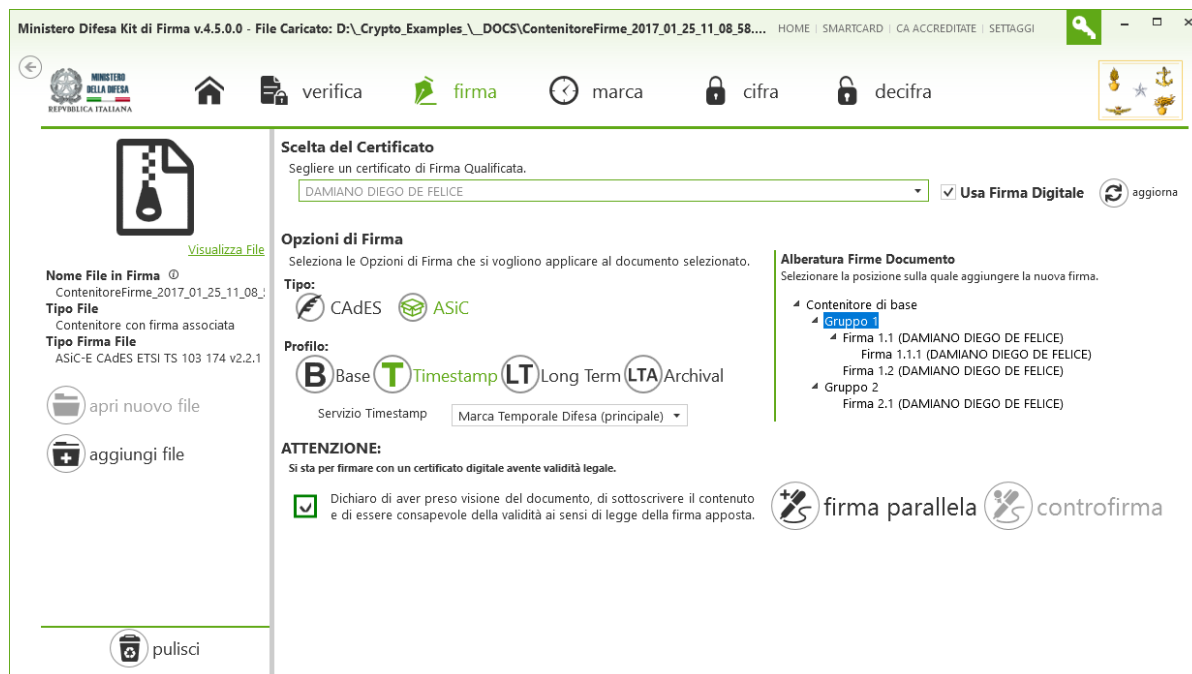 Ministero Difesa Kit di Firma v.4.5.0.0 - File Caricato: D:\_Crypto_Examples_\__DOCS\ContenitoreFirme_2017_01_25_11_08_58....
HOME | SMARTCARD | CA ACCREDITATE | SETTAGGI
MINISTERO
DELLA DIFESA
REPVBBLICA ITALIANA
verifica
firma
marca
cifra
decifra
Visualizza File
Nome File in Firma
ContenitoreFirme_2017_01_25_11_08_
Tipo File
Contenitore con firma associata
Tipo Firma File
ASiC-E CAdES ETSI TS 103 174 v2.2.1
apri nuovo file
aggiungi file
pulisci
Scelta del Certificato
Segliere un certificato di Firma Qualificata.
DAMIANO DIEGO DE FELICE
Usa Firma Digitale
aggiorna
Opzioni di Firma
Seleziona le Opzioni di Firma che si vogliono applicare al documento selezionato.
Tipo:
CAdES
ASiC
Profilo:
B Base T Timestamp LT Long Term LTA Archival
Servizio Timestamp
Marca Temporale Difesa (principale)
Alberatura Firme Documento
Selezionare la posizione sulla quale aggiungere la nuova firma.
Contenitore di base
Gruppo 1
Firma 1.1 (DAMIANO DIEGO DE FELICE)
Firma 1.1.1 (DAMIANO DIEGO DE FELICE)
Firma 1.2 (DAMIANO DIEGO DE FELICE)
Gruppo 2
Firma 2.1 (DAMIANO DIEGO DE FELICE)
ATTENZIONE:
Si sta per firmare con un certificato digitale avente validità legale.
Dichiaro di aver preso visione del documento, di sottoscrivere il contenuto
e di essere consapevole della validità ai sensi di legge della firma apposta.
firma parallela
controfirma